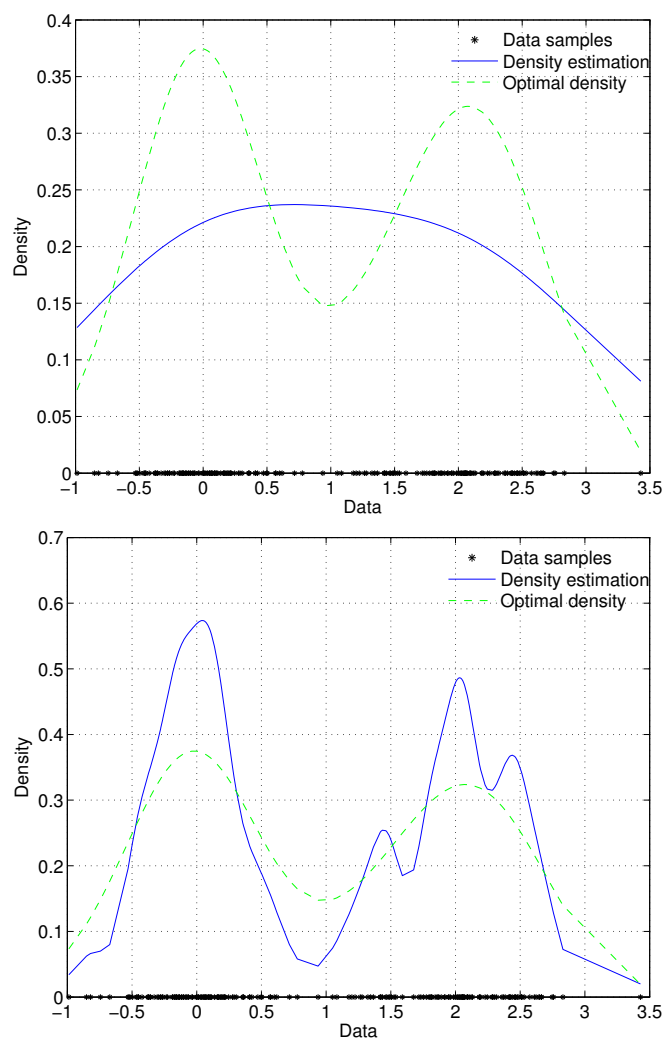 0.4
Data samples
Density estimation
Optimal density
0.35
0.3
0.25
0.2
0.15
0.1
0.05
0
Density
−1 −0.5 0 0.5 1 1.5 2 2.5 3 3.5
Data
0.7
Data samples
Density estimation
Optimal density
0.6
0.5
0.4
0.3
0.2
0.1
0
Density
−1 −0.5 0 0.5 1 1.5 2 2.5 3 3.5
Data